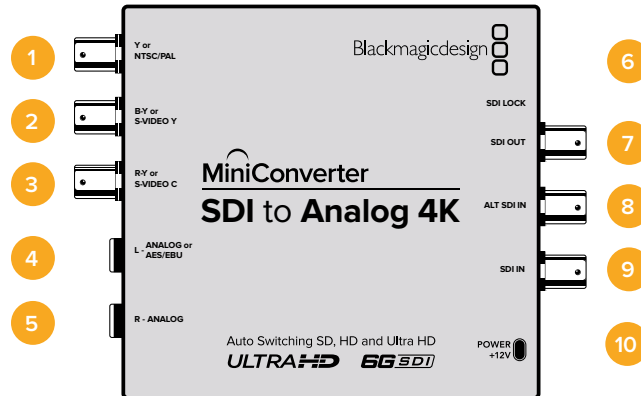 1
Y or
NTSC/PAL
2
B-Y or
S-VIDEO Y
3
R-Y or
S-VIDEO C
4
L - ANALOG or
AES/EBU
5
R - ANALOG
Blackmagicdesign
MiniConverter
SDI to Analog 4K
Auto Switching SD, HD and Ultra HD
ULTRAHD 6G SDI
6
SDI LOCK
7
SDI OUT
8
ALT SDI IN
9
SDI IN
10
POWER
+12V